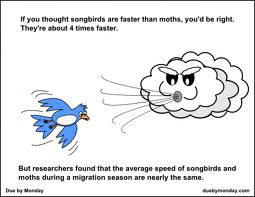 If you thought songbirds are faster than moths, you'd be right.
They're about 4 times faster.
But researchers found that the average speed of songbirds and
moths during a migration season are nearly the same.
Due by Monday
duebymonday.com